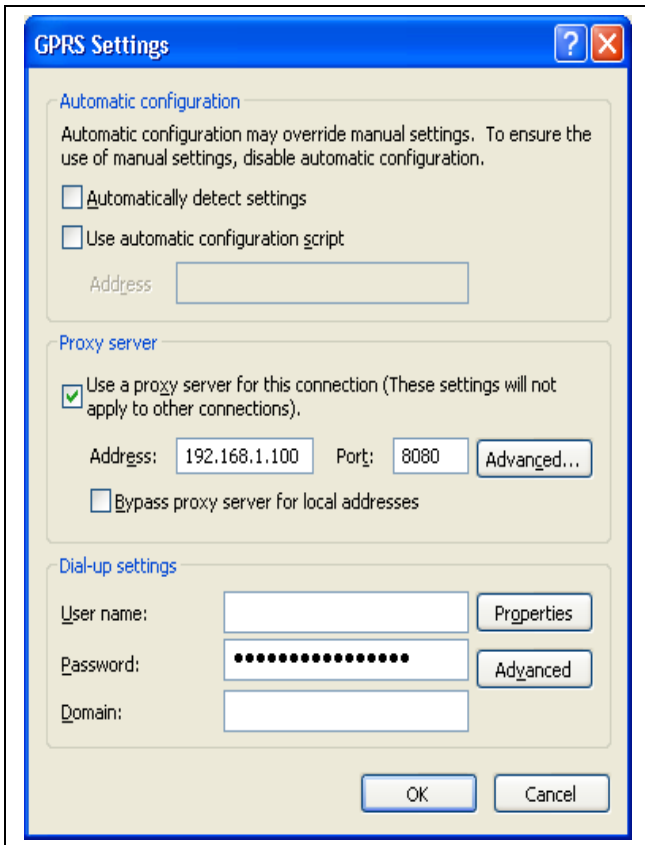 GPRS Settings
Automatic configuration
Automatic configuration may override manual settings. To ensure the
use of manual settings, disable automatic configuration.
Automatically detect settings
Use automatic configuration script
Address
Proxy server
Use a proxy server for this connection (These settings will not
apply to other connections).
Address: 192.168.1.100 Port: 8080 Advanced...
Bypass proxy server for local addresses
Dial-up settings
User name: Properties
Password: ●●●●●●●●●●●●●●●● Advanced
Domain:
OK Cancel